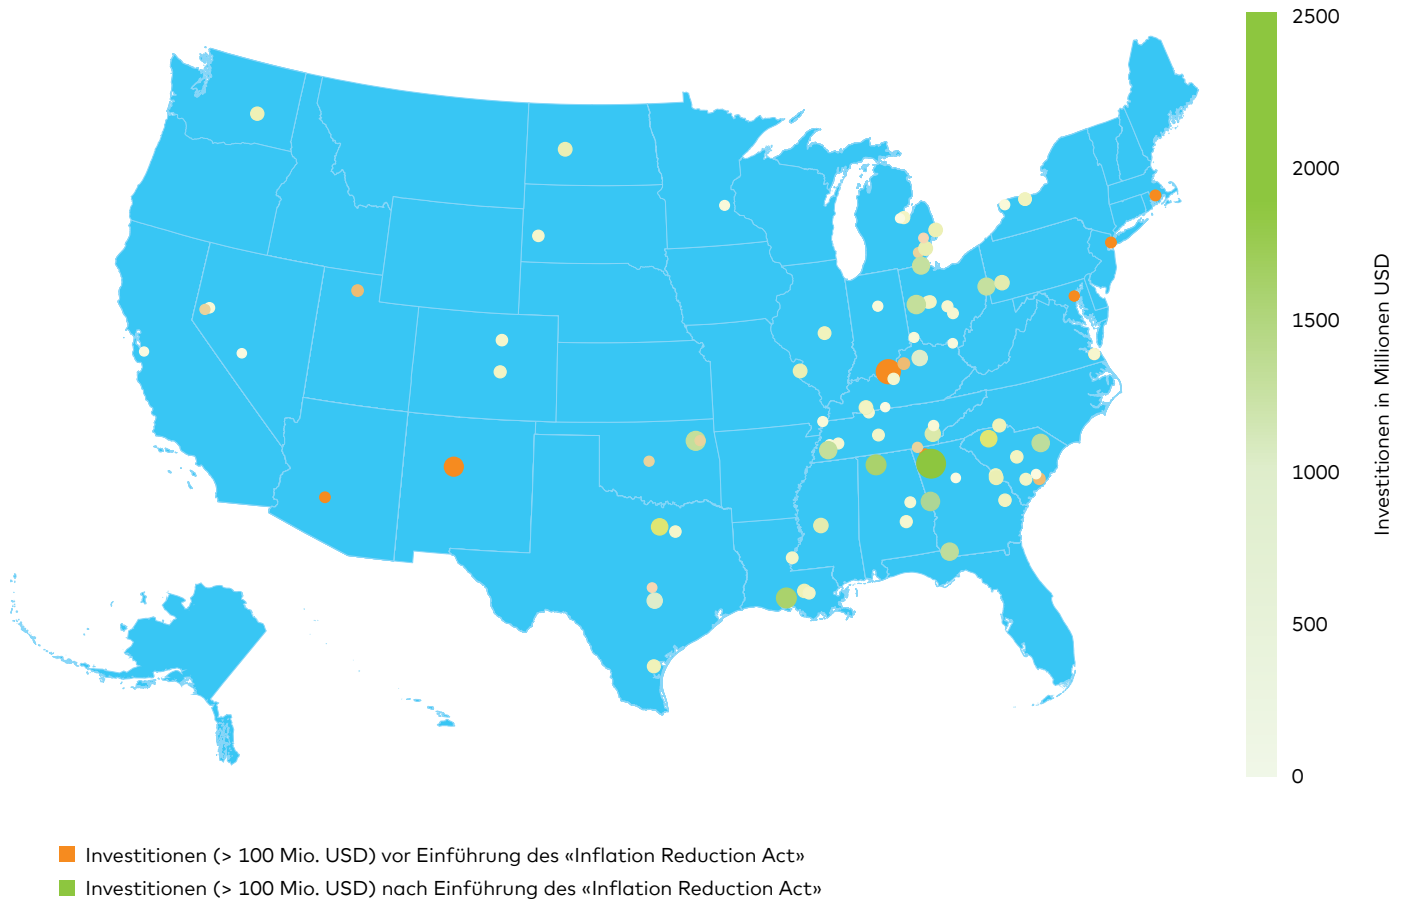 2500
2000
1500
1000
500
0
Investitionen in Millionen USD
Investitionen (> 100 Mio. USD) vor Einführung des «Inflation Reduction Act»
Investitionen (> 100 Mio. USD) nach Einführung des «Inflation Reduction Act»